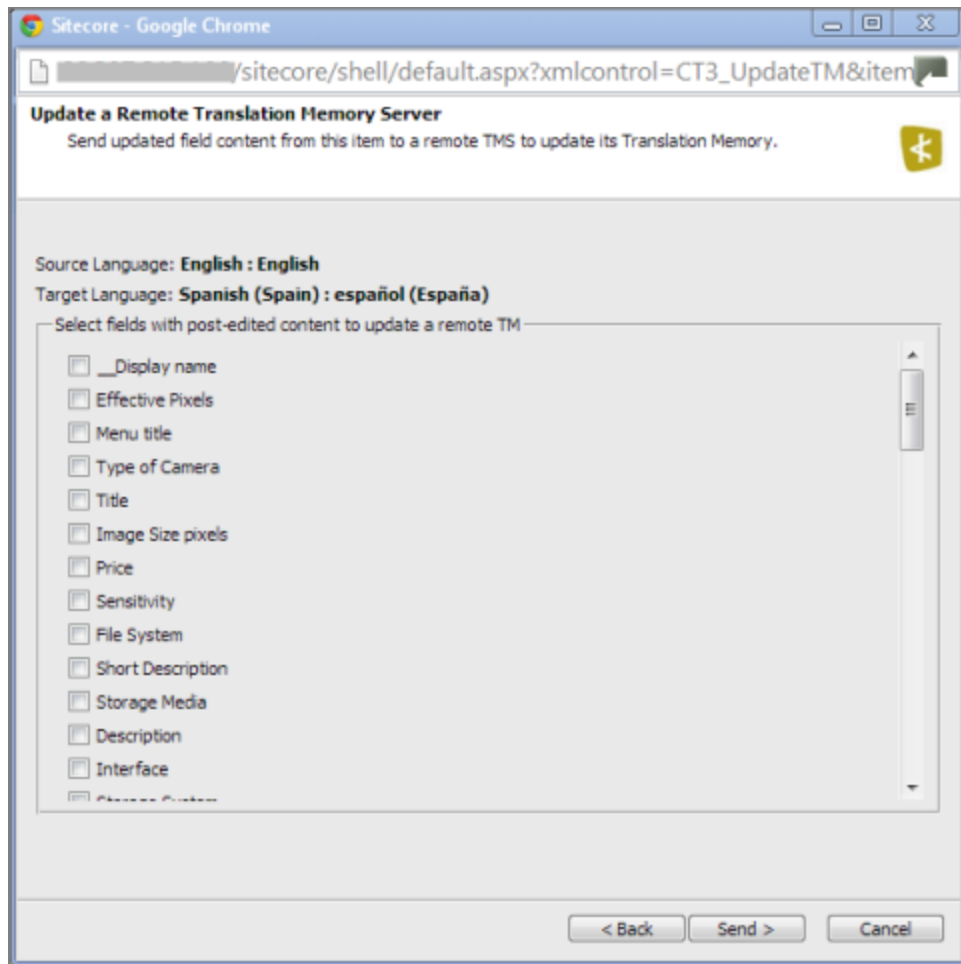 Sitecore - Google Chrome
/sitecore/shell/default.aspx?xmlcontrol=CT3_UpdateTM&item
Update a Remote Translation Memory Server
Send updated field content from this item to a remote TMS to update its Translation Memory.
Source Language: English : English
Target Language: Spanish (Spain) : español (España)
Select fields with post-edited content to update a remote TM
__Display name
Effective Pixels
Menu title
Type of Camera
Title
Image Size pixels
Price
Sensitivity
File System
Short Description
Storage Media
Description
Interface
< Back Send > Cancel